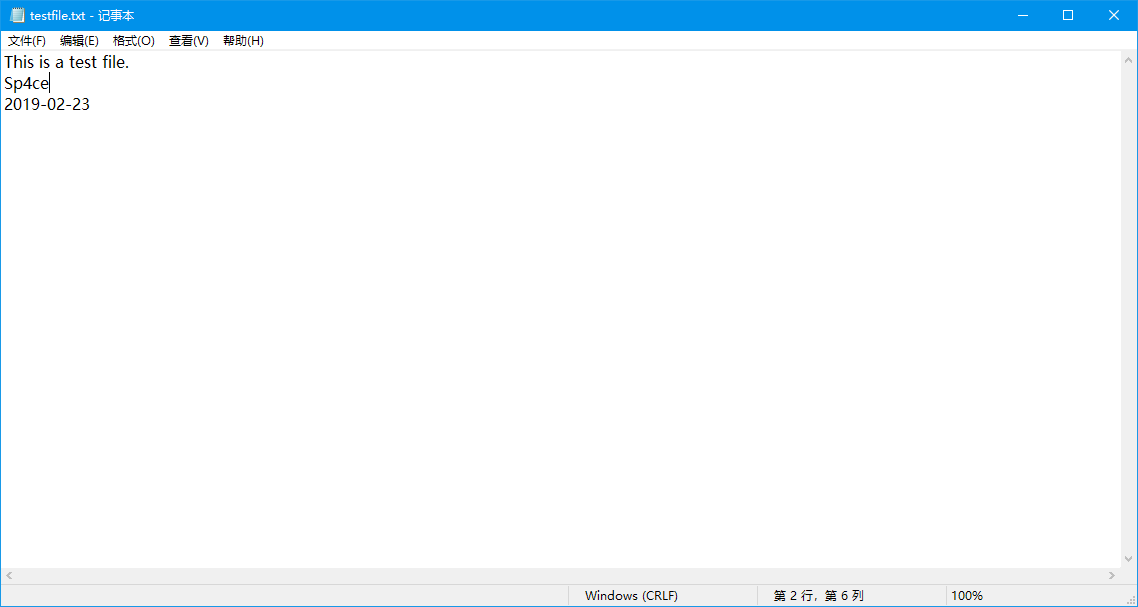 testfile.txt - 记事本
文件(F) 编辑(E) 格式(O) 查看(V) 帮助(H)
This is a test file.
Sp4ce
2019-02-23
Windows (CRLF) 第 2 行，第 6 列 100%